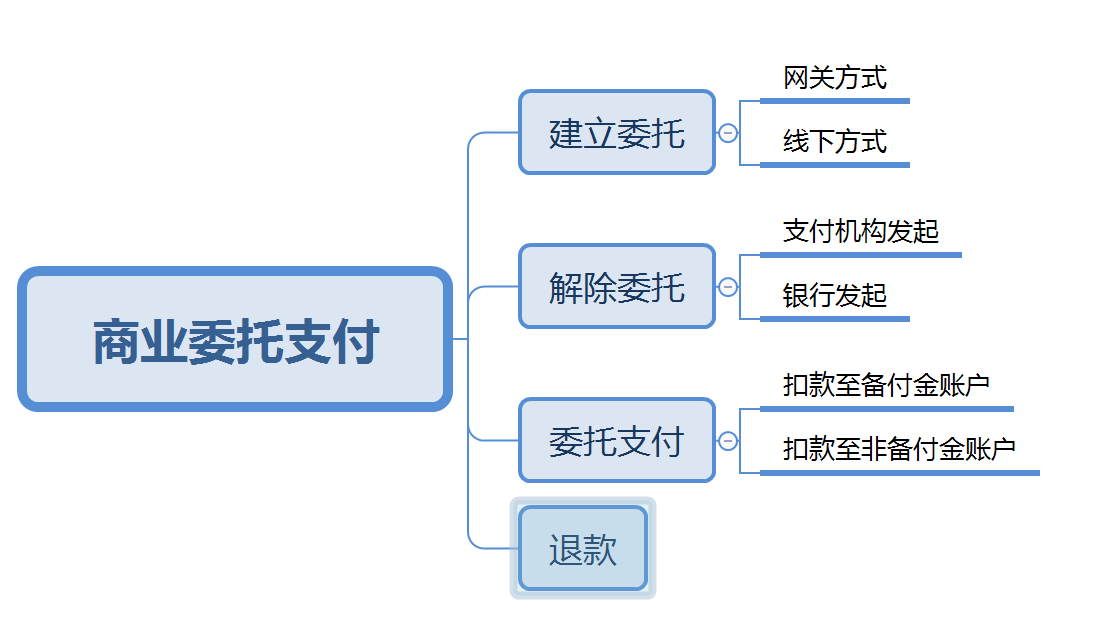 商业委托支付
建立委托
网关方式
线下方式
解除委托
支付机构发起
银行发起
委托支付
扣款至备付金账户
扣款至非备付金账户
退款